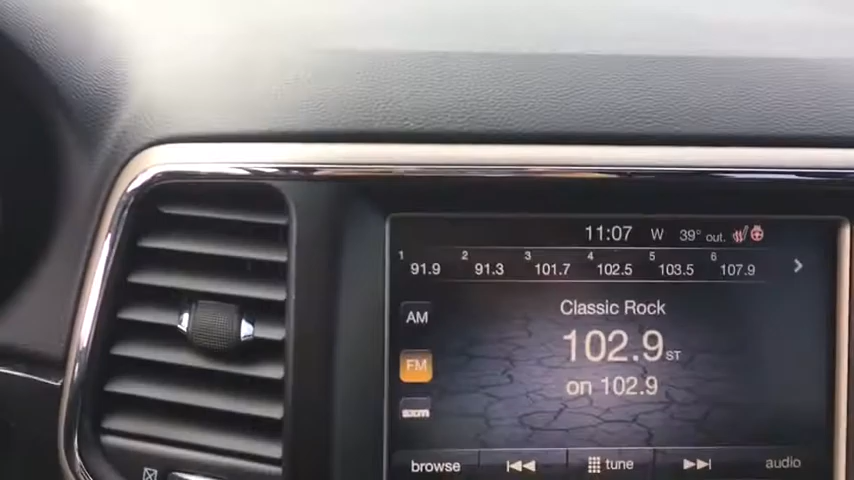 11:07 W 39° out.
1 2 3 4 5 6
91.9 91.3 101.7 102.5 103.5 107.9
AM
Classic Rock
102.9 ST
FM
on 102.9
sxm
browse tune audio